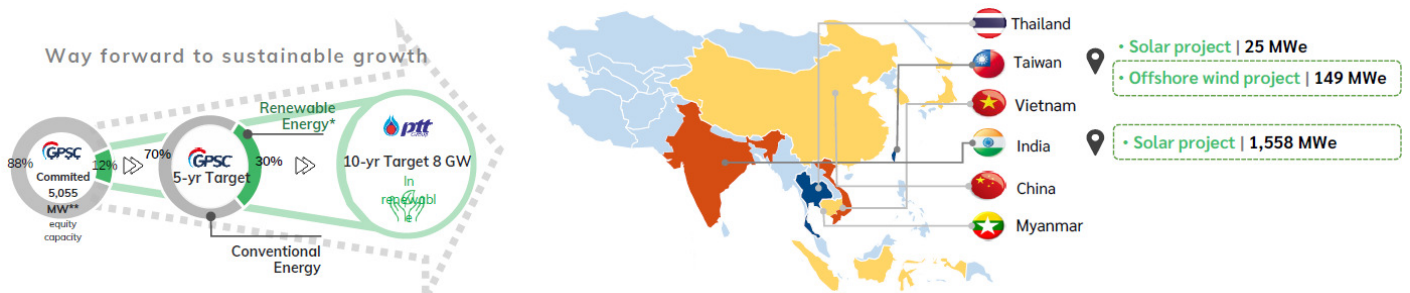 Way forward to sustainable growth
Renewable
Energy*
88%
GPSC
Commited
5,055
MW**
equity
capacity
12%
70%
GPSC
5-yr Target
30%
ptt
10-yr Target 8 GW
In
renewabl
e
Conventional
Energy
Thailand
Taiwan
Vietnam
India
China
Myanmar
• Solar project | 25 MWe
• Offshore wind project | 149 MWe
• Solar project | 1,558 MWe